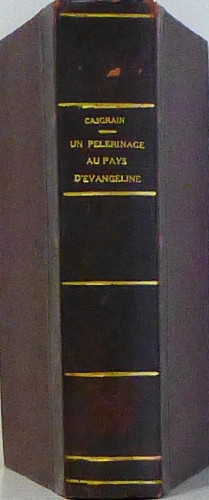 CASGRAIN
UN PELERINAGE
AU PAYS
D'EVANGELINE